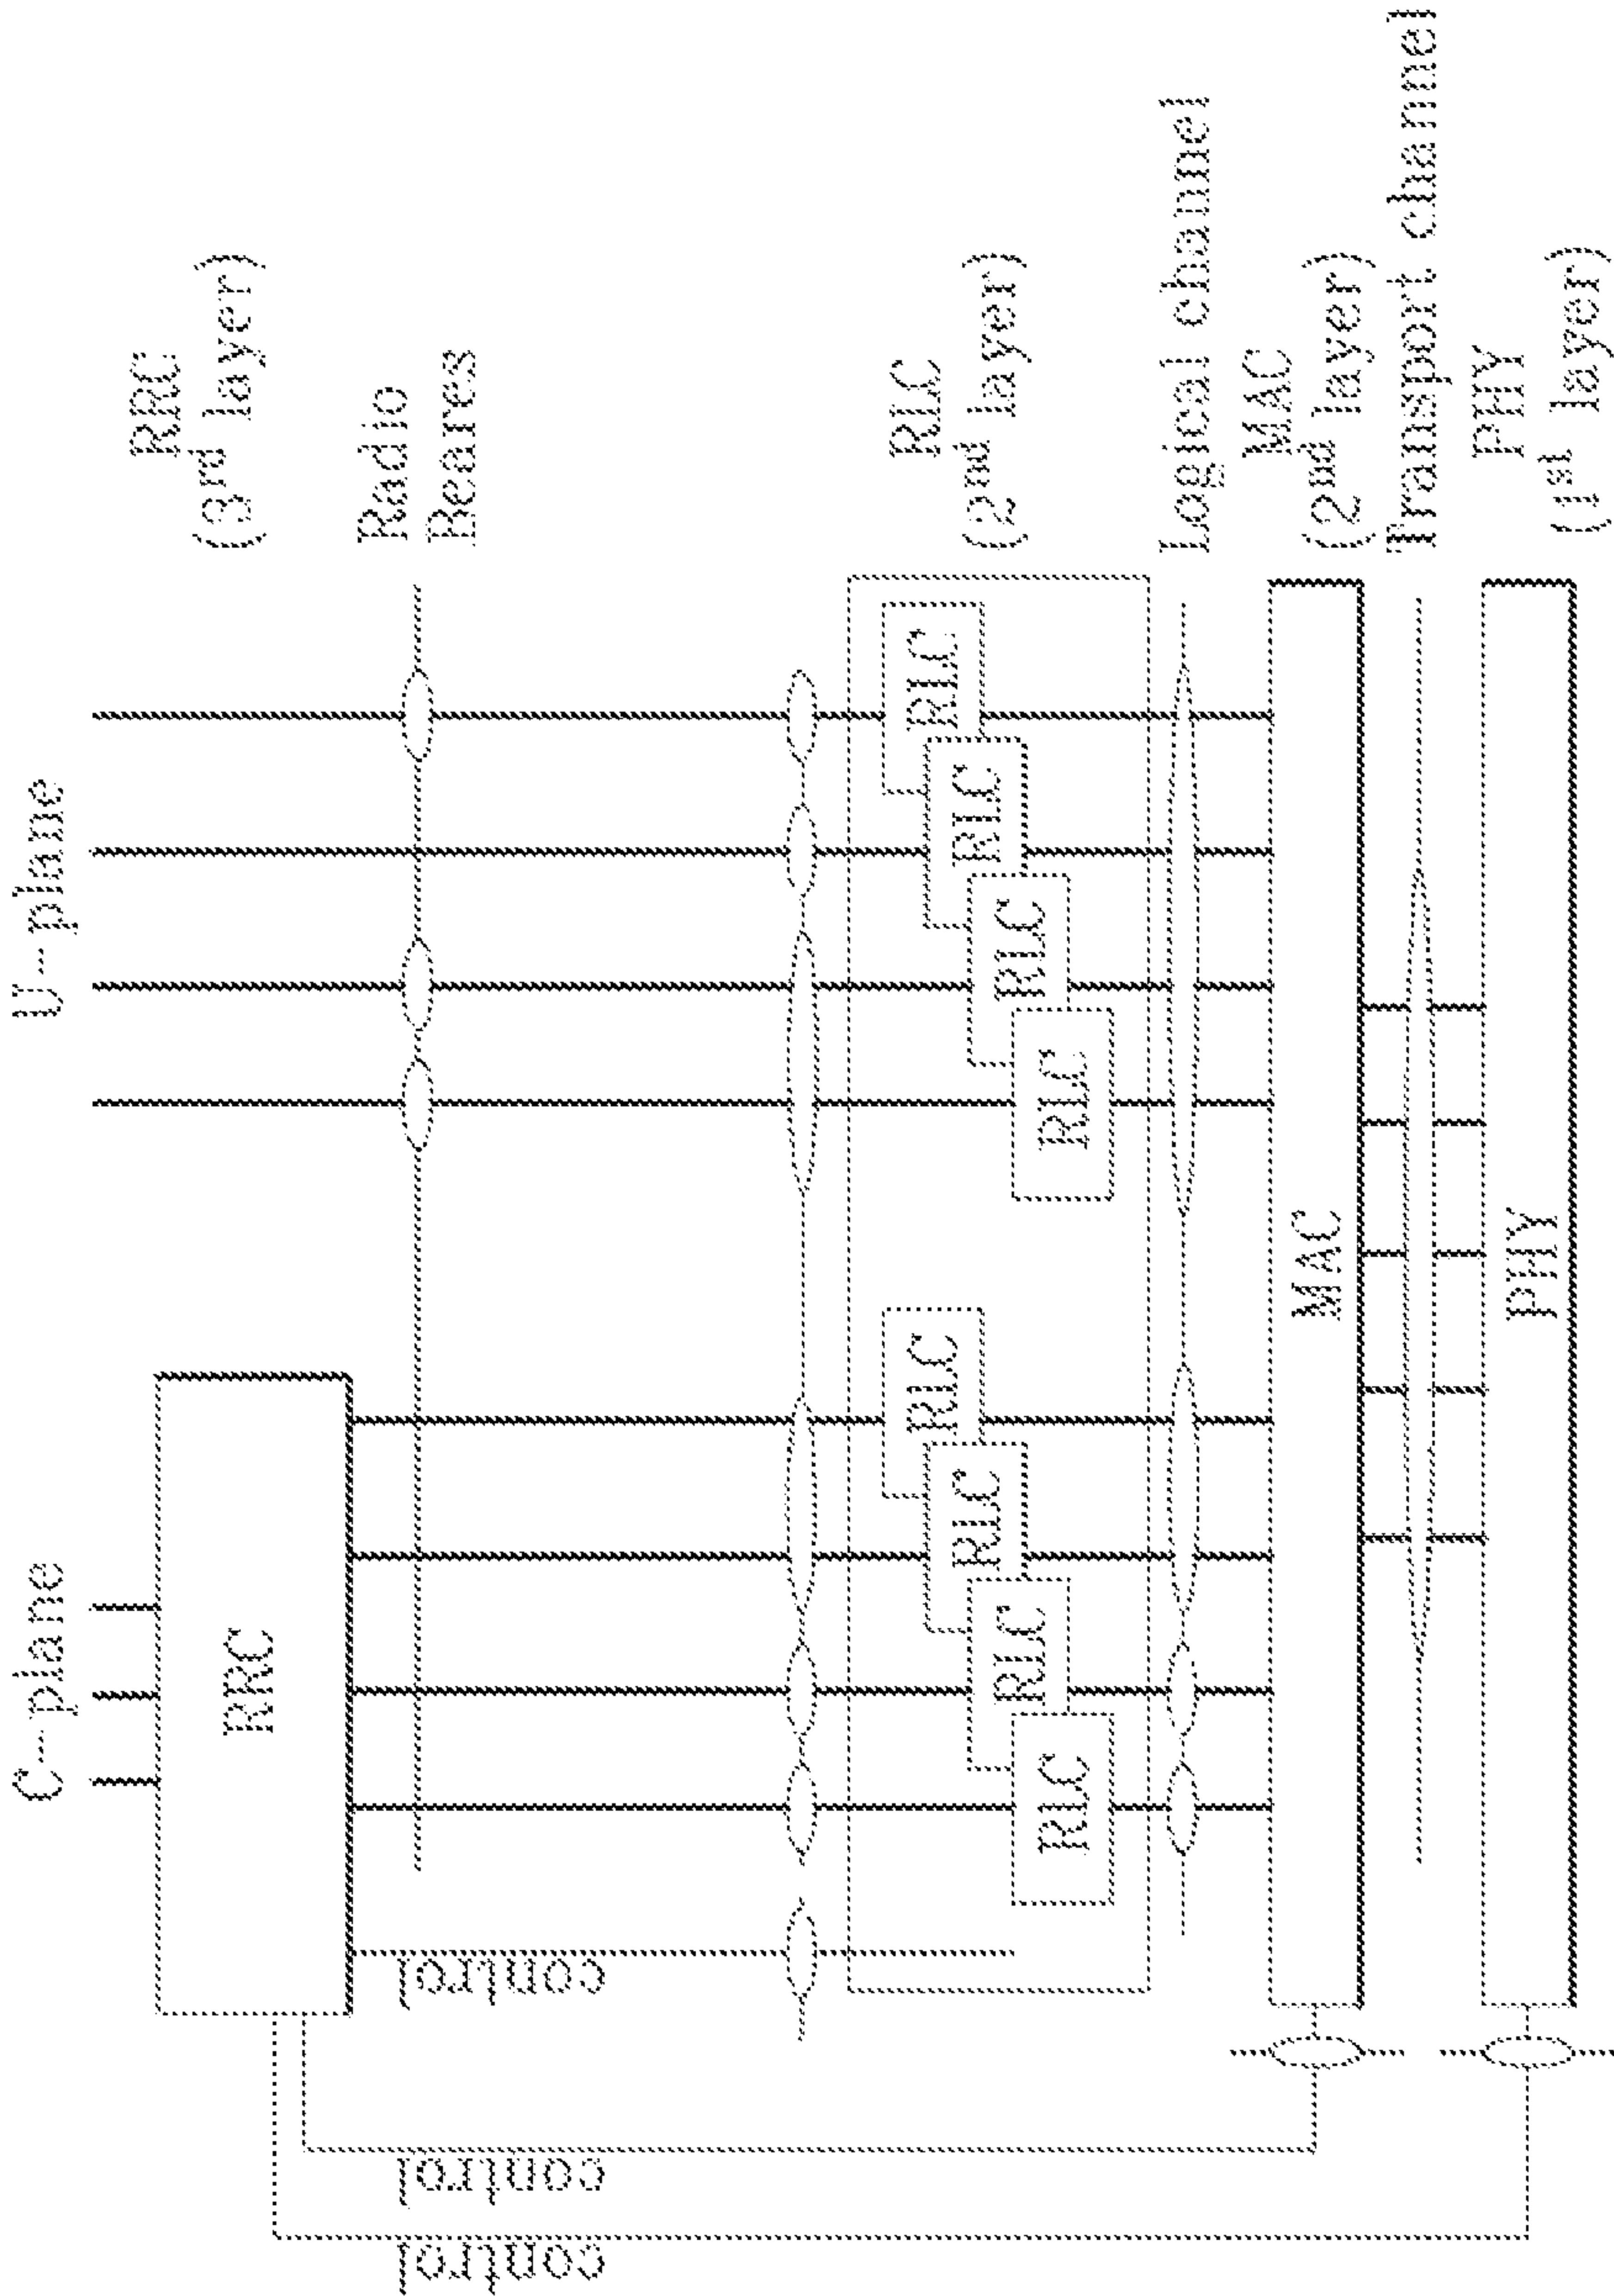 C-plane
U-plane
RRC
RRC
(3rd layer)
Radio
Beares
control
control
control
RLC
RLC
RLC
RLC
RLC
RLC
RLC
RLC
RLC
(2nd layer)
Logical channel
MAC
MAC
(2nd layer)
Transport channel
PHY
PHY
(1st layer)